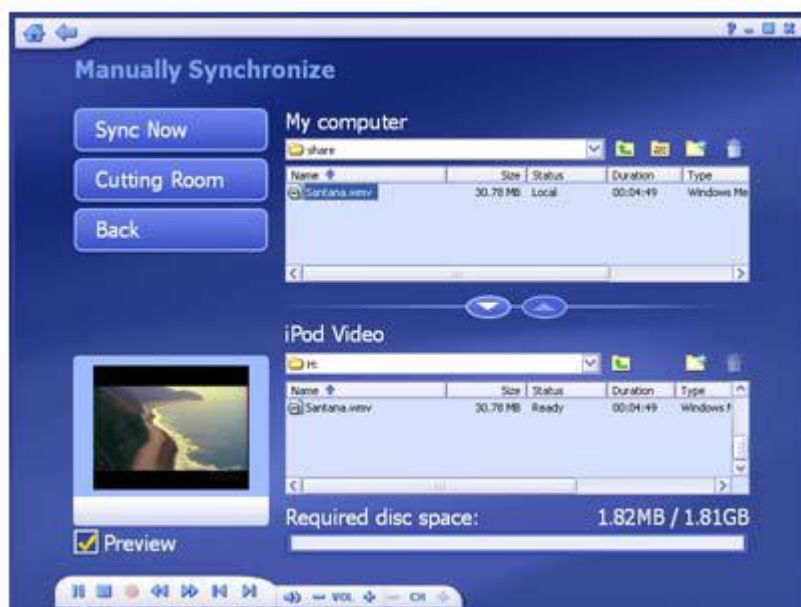 ?
Manually Synchronize
Sync Now
Cutting Room
Back
My computer
share
Name Size Status Duration Type
Santana.wmv 30.78 MB Local 00:04:49 Windows Me
iPod Video
H:
Name Size Status Duration Type
Santana.wmv 30.78 MB Ready 00:04:49 Windows M
Required disc space: 1.82MB / 1.81GB
Preview
VOL CH